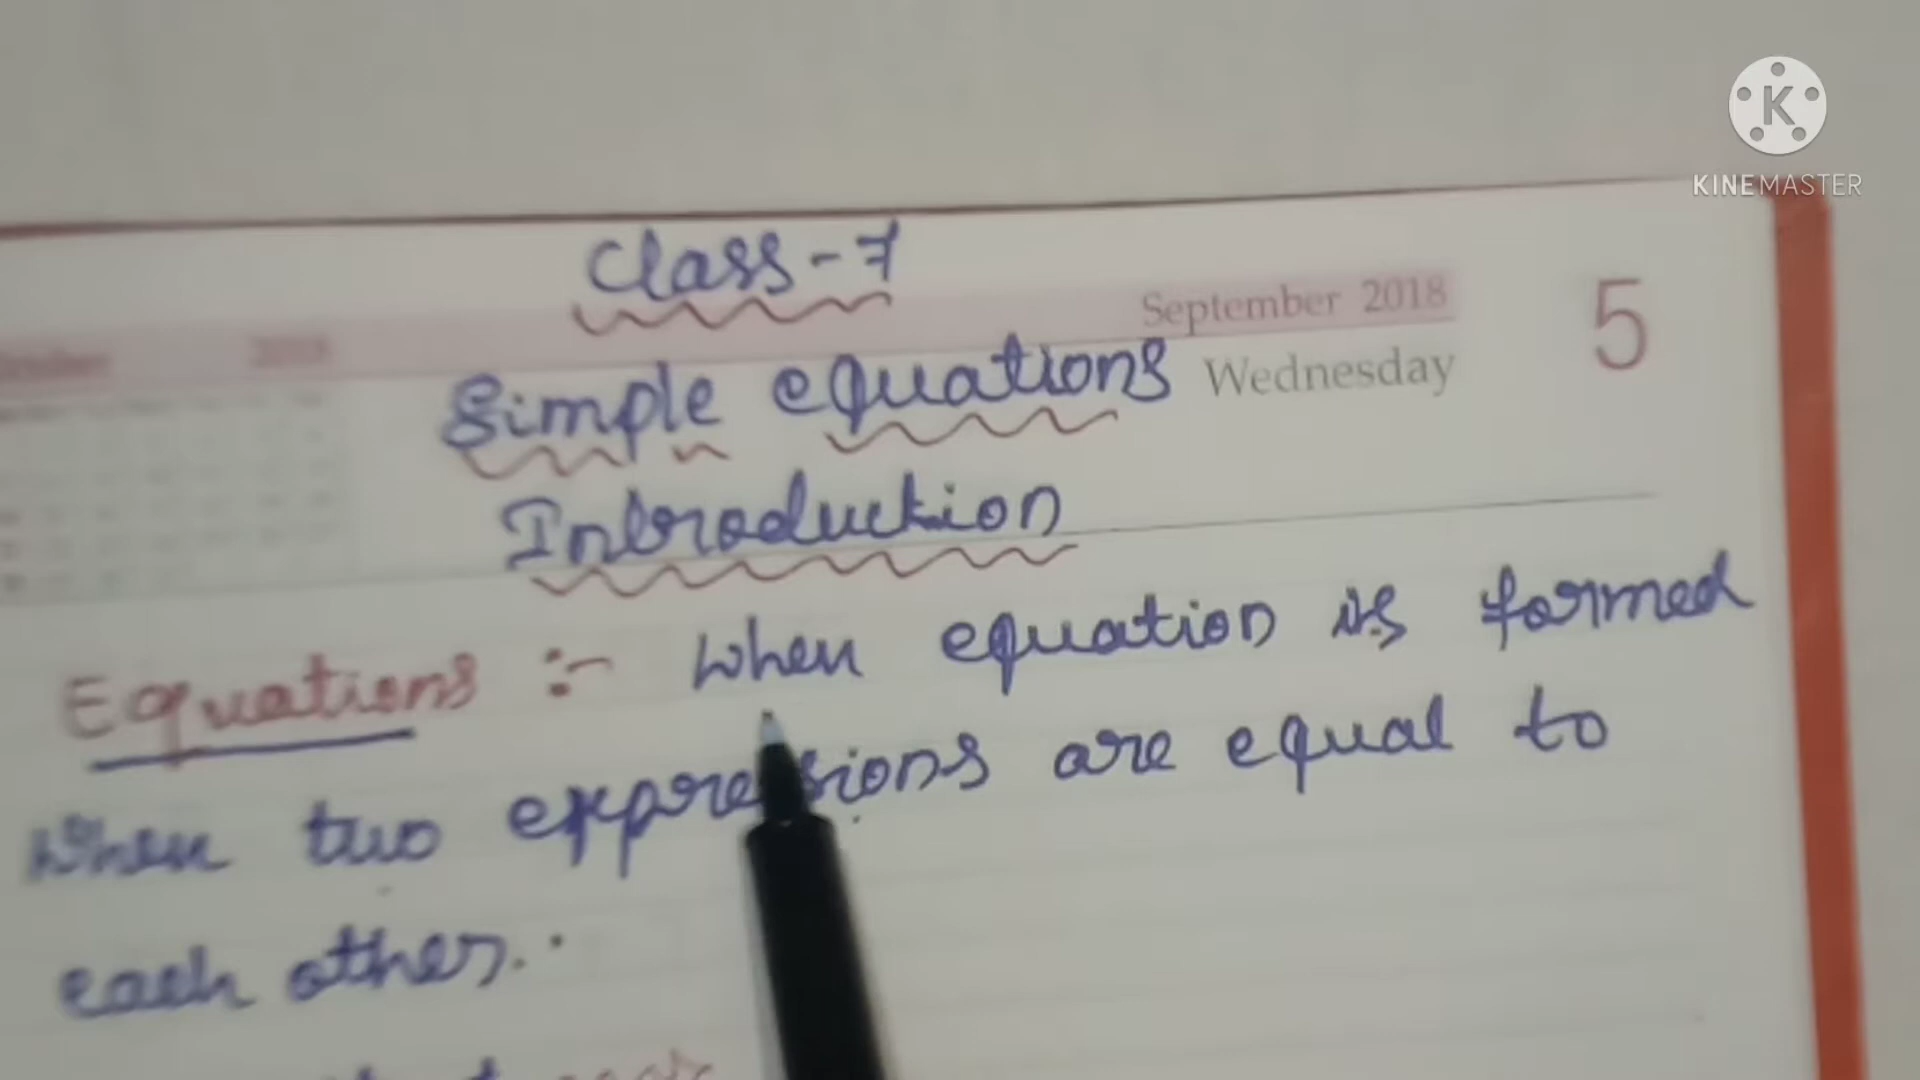 K
KINEMASTER
Class-7
September 2018
5
2018
Simple equations
Wednesday
Introduction
Equations :- When equation is formed
when two expressions are equal to
each other.